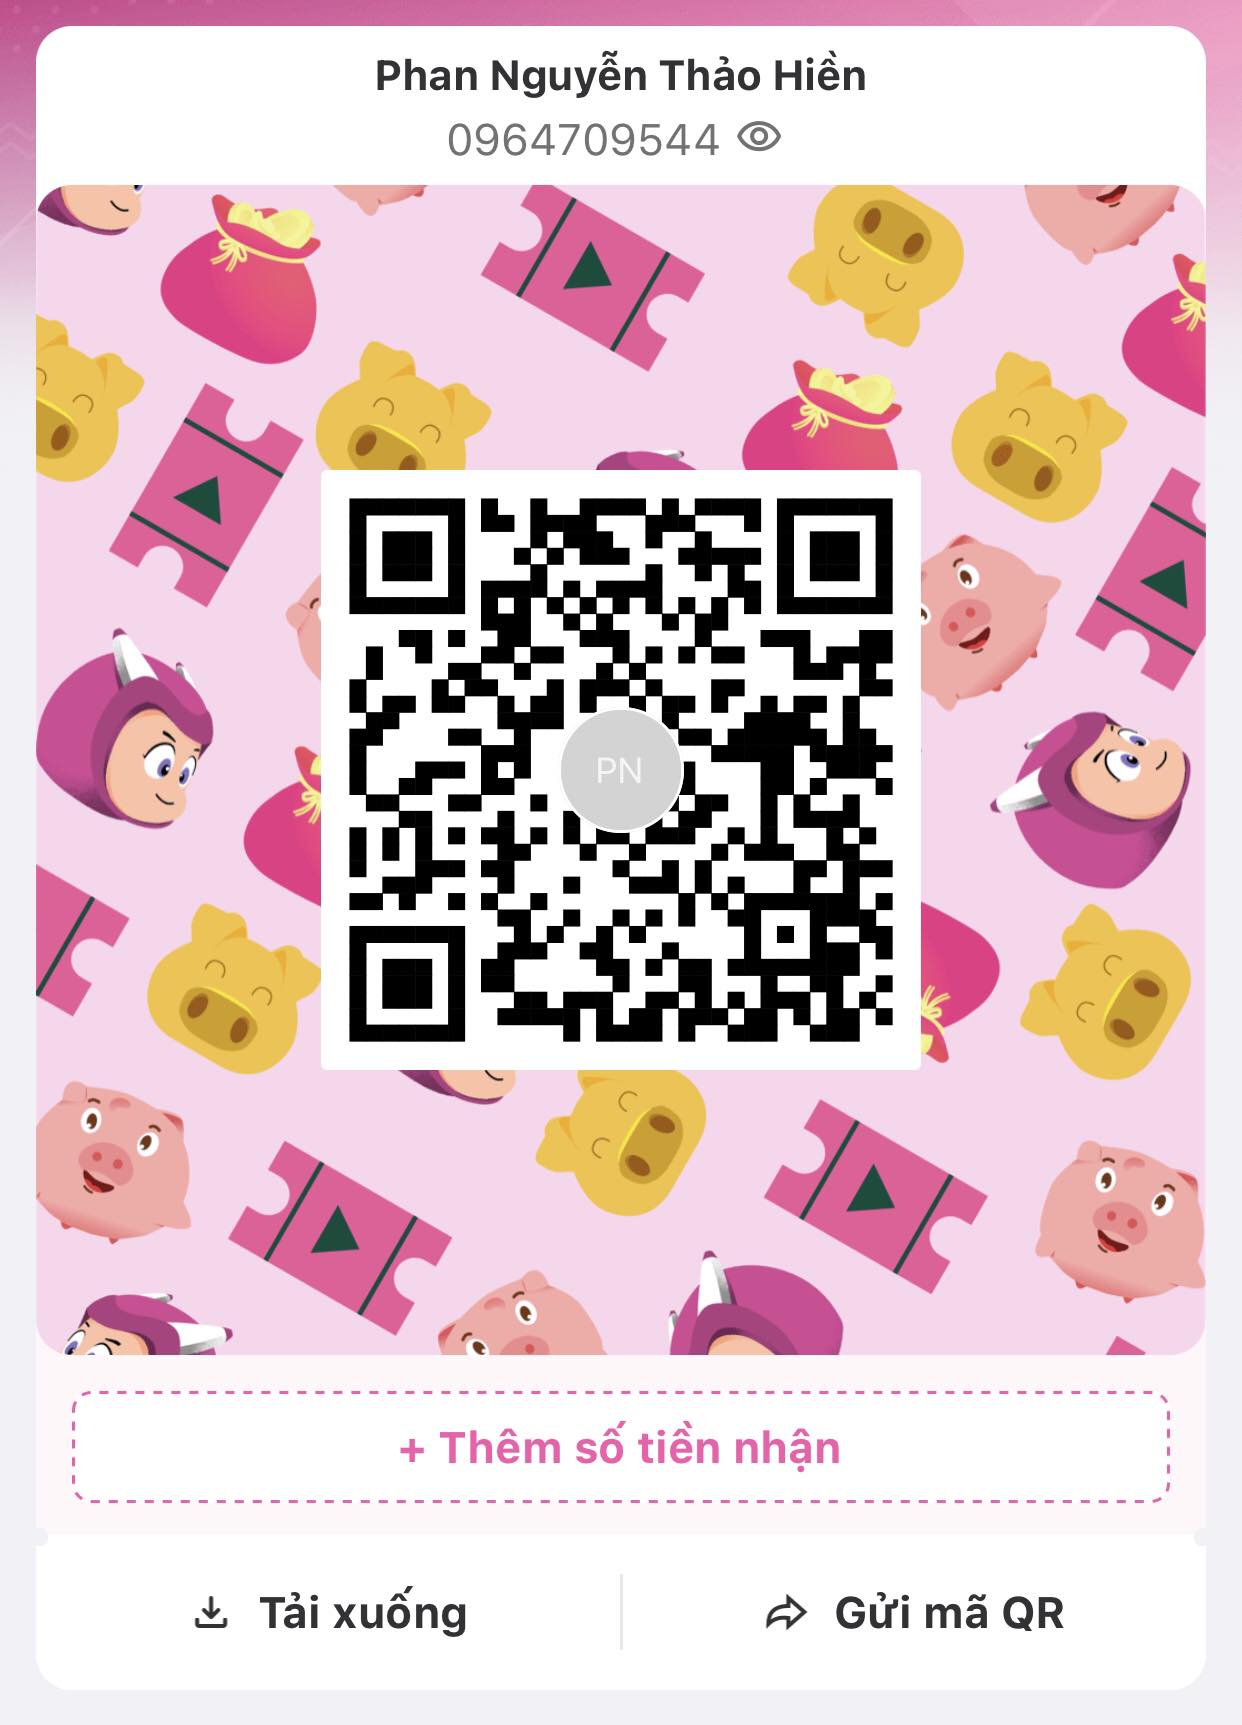 Phan Nguyễn Thảo Hiền
0964709544
PN
+ Thêm số tiền nhận
Tải xuống
Gửi mã QR